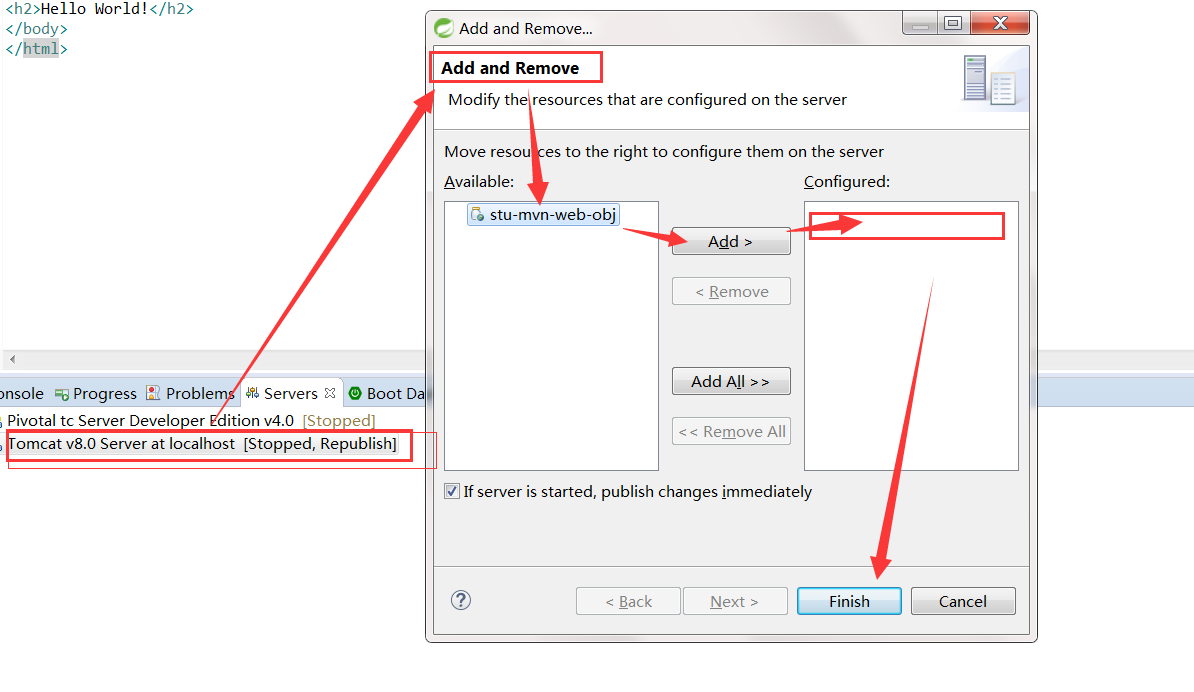 <h2>Hello World!</h2>
</body>
</html>
Add and Remove...
Add and Remove
Modify the resources that are configured on the server
Move resources to the right to configure them on the server
Available:
Configured:
stu-mvn-web-obj
Add >
< Remove
Add All >>
<< Remove All
If server is started, publish changes immediately
< Back
Next >
Finish
Cancel
onsole
Progress
Problems
Servers
Boot Da
Pivotal tc Server Developer Edition v4.0 [Stopped]
Tomcat v8.0 Server at localhost [Stopped, Republish]